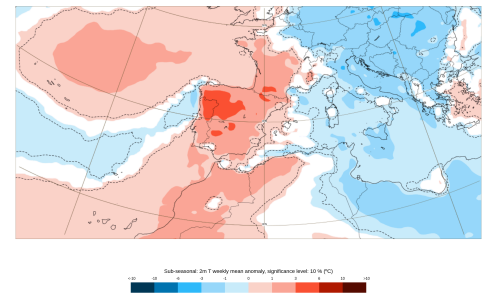 Sub-seasonal: 2m T weekly mean anomaly, significance level: 10 % (°C)
<-10 -10 -6 -3 -1 0 1 3 6 10 >10